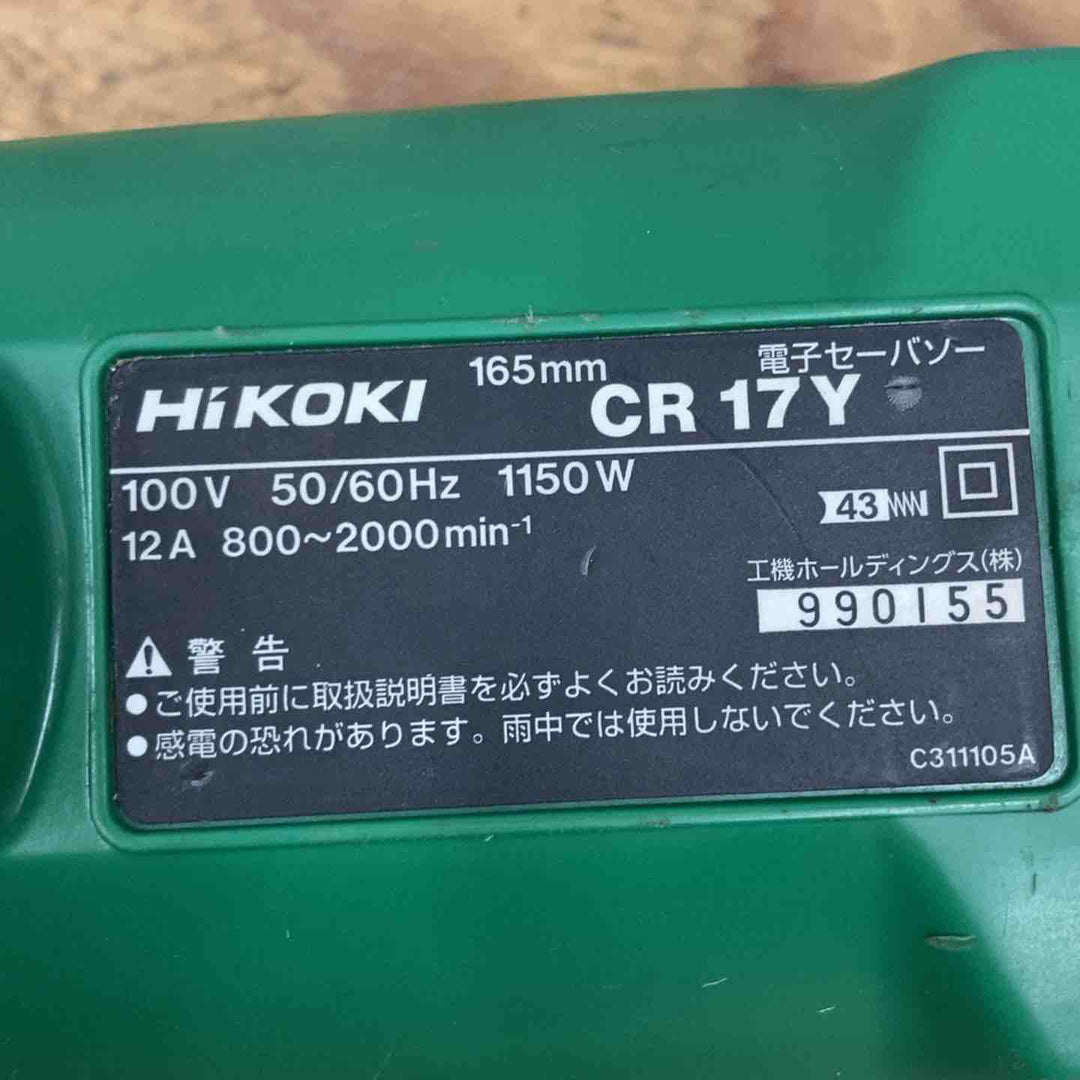 HiKOKI 165mm 電子セーバソー
CR 17Y
100V 50/60Hz 1150W
12A 800~2000min⁻¹
43
工機ホールディングス(株)
990155
警告
●ご使用前に取扱説明書を必ずよくお読みください。
●感電の恐れがあります。雨中では使用しないでください。
C311105A